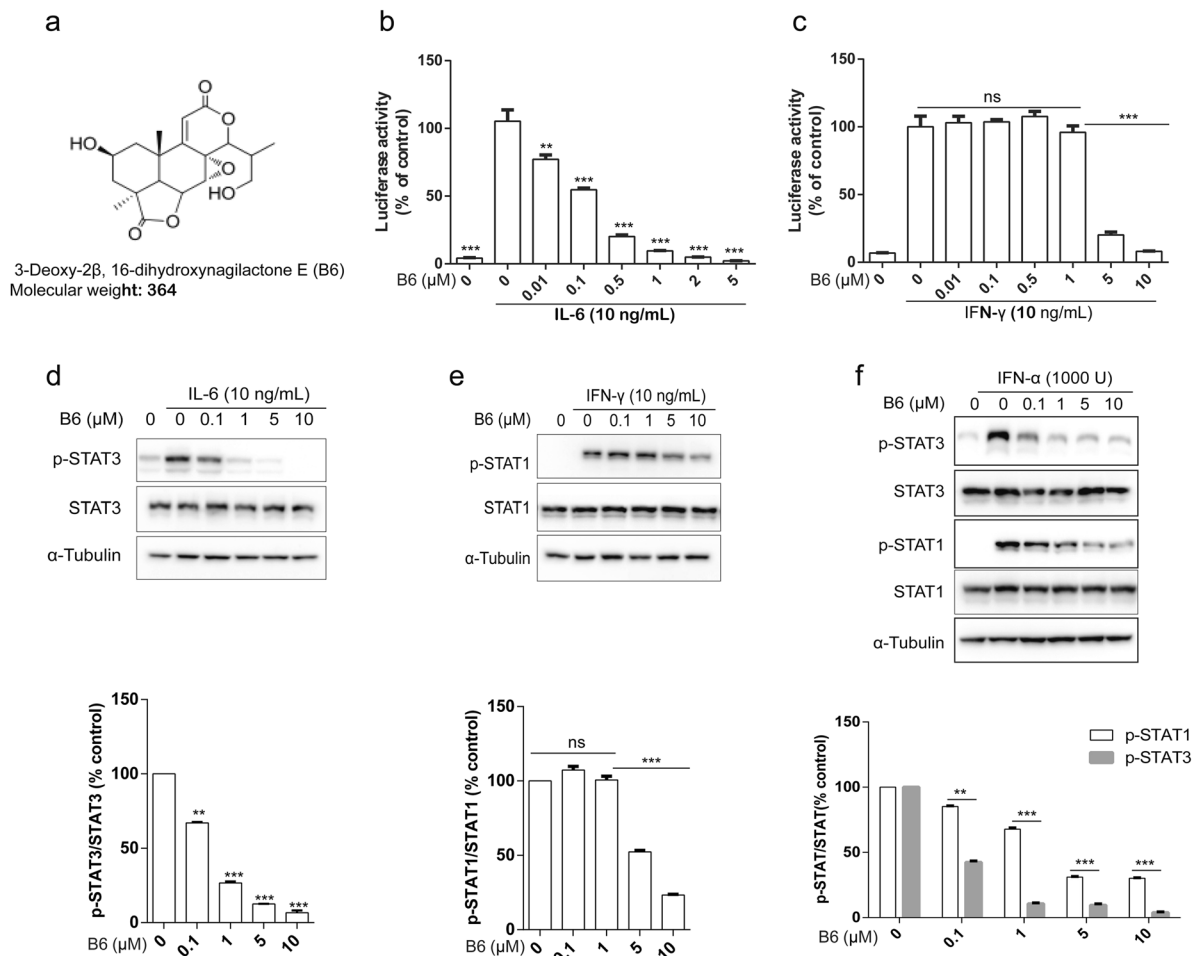 a
O
O
HO
O
HO
O
O
3-Deoxy-2β, 16-dihydroxynagilactone E (B6)
Molecular weight: 364
b
Luciferase activity
(% of control)
150
100
50
0
***
**
***
***
***
***
***
B6 (μM)
0
0
0.01
0.1
0.5
1
2
5
IL-6 (10 ng/mL)
c
Luciferase activity
(% of control)
150
100
50
0
ns
***
B6 (μM)
0
0
0.01
0.1
0.5
1
5
10
IFN-γ (10 ng/mL)
d
IL-6 (10 ng/mL)
B6 (μM) 0 0 0.1 1 5 10
p-STAT3
STAT3
α-Tubulin
p-STAT3/STAT3 (% control)
150
100
50
0
**
***
***
***
B6 (μM) 0 0.1 1 5 10
e
IFN-γ (10 ng/mL)
B6 (μM) 0 0 0.1 1 5 10
p-STAT1
STAT1
α-Tubulin
p-STAT1/STAT1 (% control)
150
100
50
0
ns
***
B6 (μM) 0 0.1 1 5 10
f
IFN-α (1000 U)
B6 (μM) 0 0 0.1 1 5 10
p-STAT3
STAT3
p-STAT1
STAT1
α-Tubulin
p-STAT/STAT(% control)
150
100
50
0
p-STAT1
p-STAT3
**
***
***
***
B6 (μM) 0 0.1 1 5 10